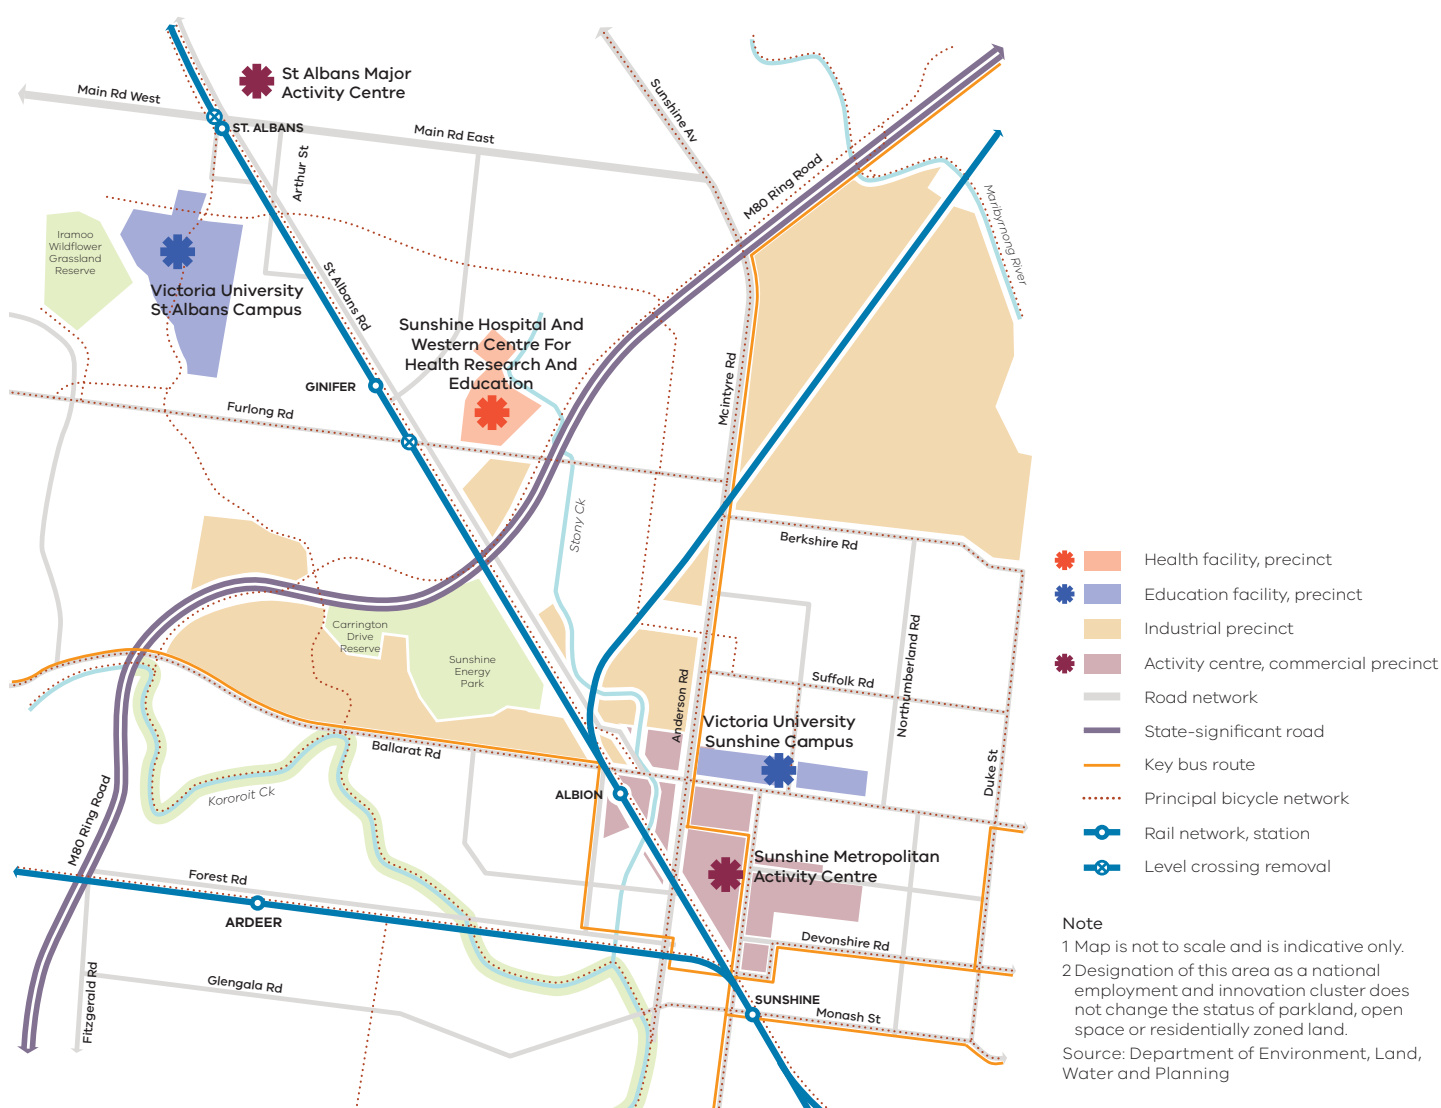 St Albans Major
Activity Centre
Main Rd West
ST. ALBANS
Main Rd East
Sunshine Av
Arthur St
M80 Ring Road
Maribyrnong River
Iramoo
Wildflower
Grassland
Reserve
Victoria University
St Albans Campus
St Albans Rd
Sunshine Hospital And
Western Centre For
Health Research And
Education
GINIFER
Furlong Rd
Mcintyre Rd
Stony Ck
Berkshire Rd
Carrington
Drive
Reserve
Sunshine
Energy
Park
Northumberland Rd
Suffolk Rd
Anderson Rd
Victoria University
Sunshine Campus
Ballarat Rd
Duke St
Kororoit Ck
ALBION
M80 Ring Road
Sunshine Metropolitan
Activity Centre
Forest Rd
ARDEER
Devonshire Rd
Glengala Rd
Fitzgerald Rd
SUNSHINE
Monash St
Health facility, precinct
Education facility, precinct
Industrial precinct
Activity centre, commercial precinct
Road network
State-significant road
Key bus route
Principal bicycle network
Rail network, station
Level crossing removal
Note
1 Map is not to scale and is indicative only.
2 Designation of this area as a national
employment and innovation cluster does
not change the status of parkland, open
space or residentially zoned land.
Source: Department of Environment, Land,
Water and Planning